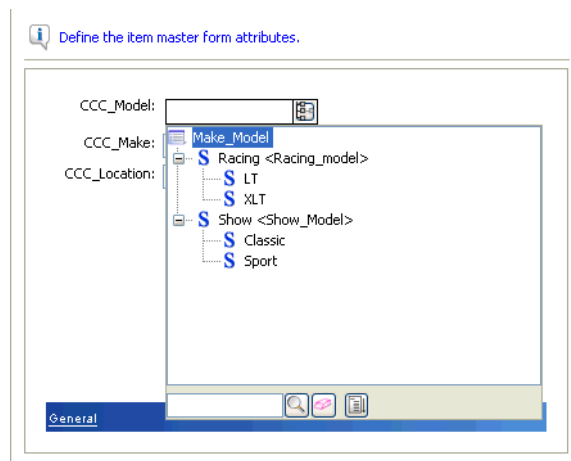 Define the item master form attributes.
CCC_Model:
CCC_Make:
Make_Model
S Racing <Racing_model>
CCC_Location:
S LT
S XLT
S Show <Show_Model>
S Classic
S Sport
General